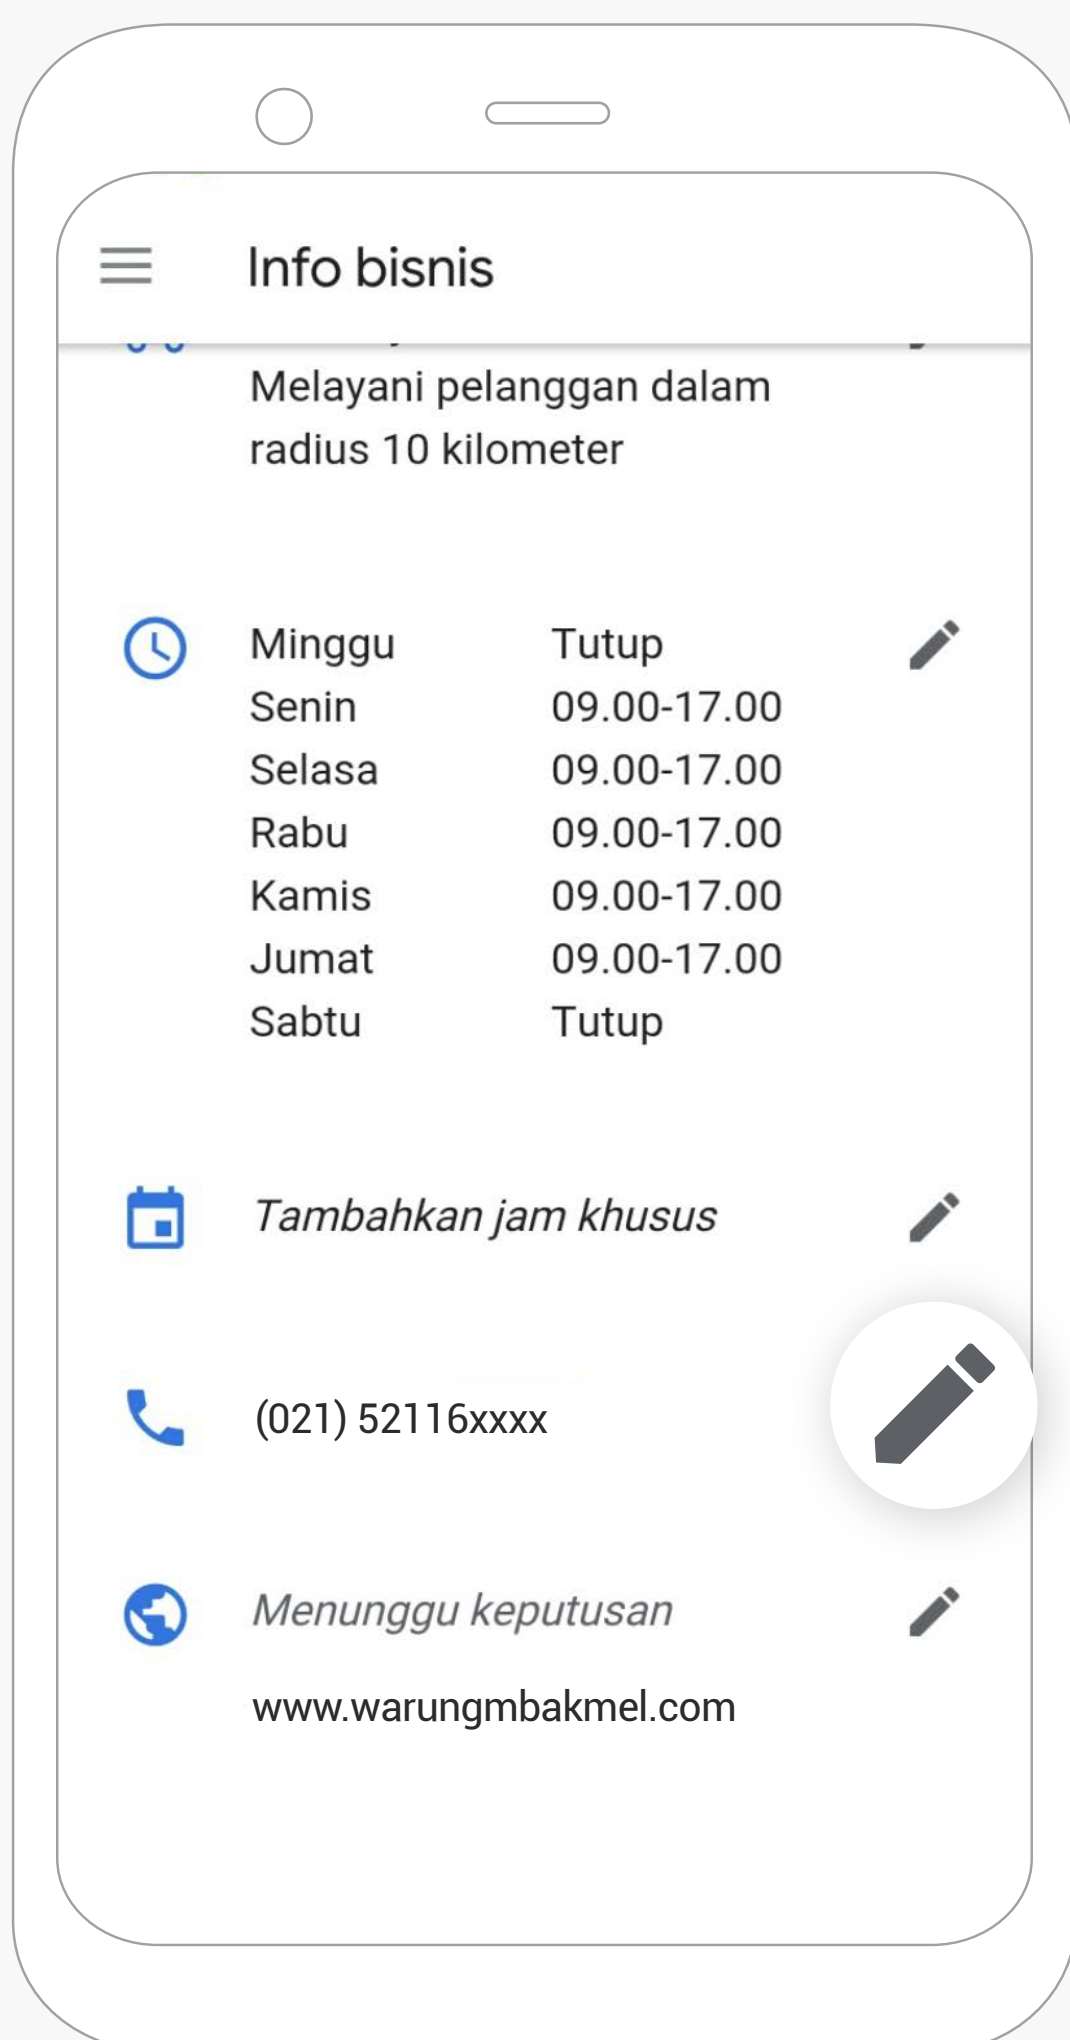 Info bisnis
Melayani pelanggan dalam
radius 10 kilometer
Minggu Tutup
Senin 09.00-17.00
Selasa 09.00-17.00
Rabu 09.00-17.00
Kamis 09.00-17.00
Jumat 09.00-17.00
Sabtu Tutup
Tambahkan jam khusus
(021) 52116xxxx
Menunggu keputusan
www.warungmbakmel.com